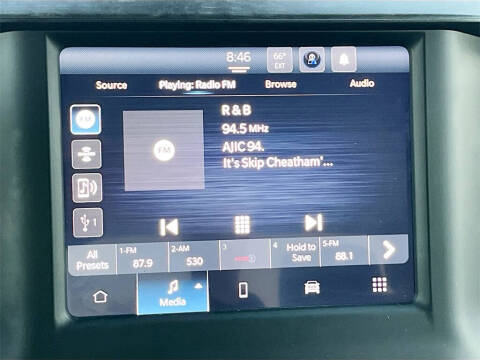 8:46
66°
EXT
Source
Playing: Radio FM
Browse
Audio
FM
FM
R&B
94.5 MHz
AJIC 94.
It's Skip Cheatham'...
1
All
Presets
1-FM
87.9
2-AM
530
3
4
Hold to
Save
5-FM
88.1
Media